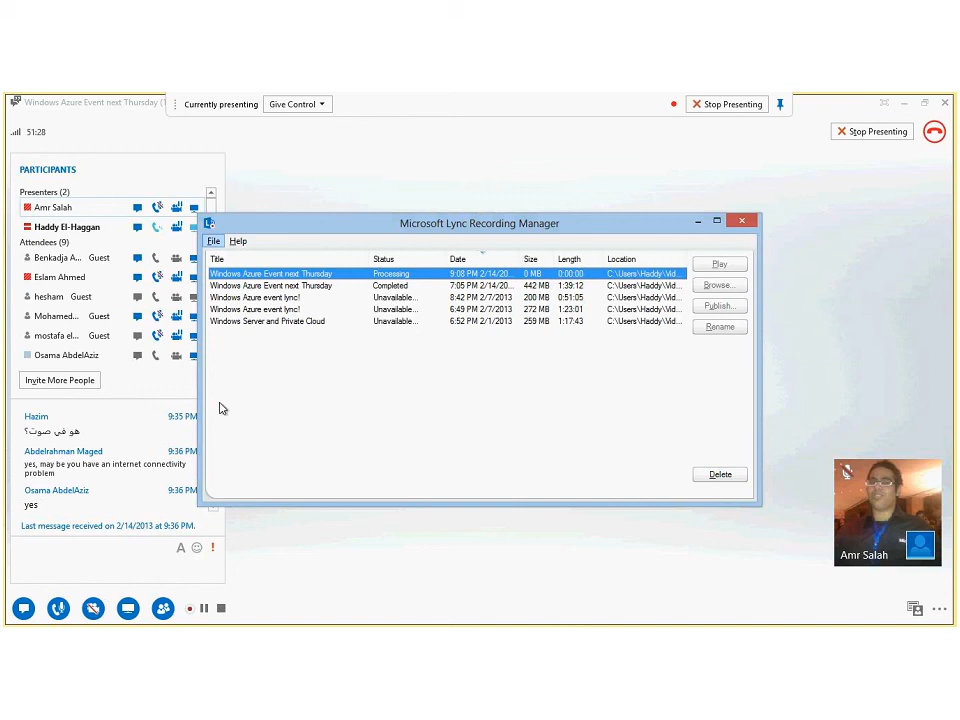 Windows Azure Event next Thursday (
Currently presenting
Give Control
Stop Presenting
51:28
Stop Presenting
PARTICIPANTS
Presenters (2)
Amr Salah
Haddy El-Haggan
Attendees (9)
Benkadja A... Guest
Eslam Ahmed
hesham Guest
Mohamed... Guest
mostafa el... Guest
Osama AbdelAziz
Invite More People
Hazim 9:35 PM
هو في صوت؟
Abdelrahman Maged 9:36 PM
yes, may be you have an internet connectivity
problem
Osama AbdelAziz 9:36 PM
yes
Last message received on 2/14/2013 at 9:36 PM.
A
Microsoft Lync Recording Manager
File Help
Title Status Date Size Length Location
Windows Azure Event next Thursday Processing 9:08 PM 2/14/20... 0 MB 0:00:00 C:\Users\Haddy\Vid...
Windows Azure Event next Thursday Completed 7:05 PM 2/14/20... 442 MB 1:39:12 C:\Users\Haddy\Vid...
Windows Azure event lync! Unavailable... 8:42 PM 2/7/2013 200 MB 0:51:05 C:\Users\Haddy\Vid...
Windows Azure event lync! Unavailable... 6:49 PM 2/7/2013 272 MB 1:23:01 C:\Users\Haddy\Vid...
Windows Server and Private Cloud Unavailable... 6:52 PM 2/1/2013 259 MB 1:17:43 C:\Users\Haddy\Vid...
Play
Browse...
Publish...
Rename
Delete
Amr Salah